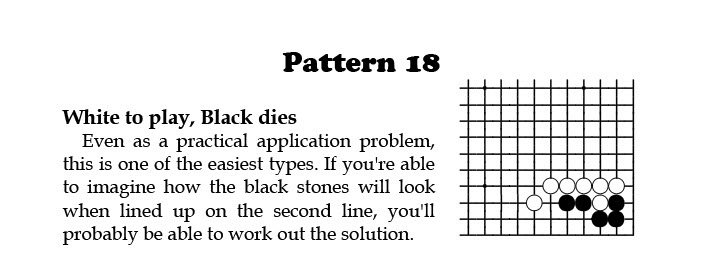 Pattern 18
White to play, Black dies
Even as a practical application problem,
this is one of the easiest types. If you're able
to imagine how the black stones will look
when lined up on the second line, you'll
probably be able to work out the solution.